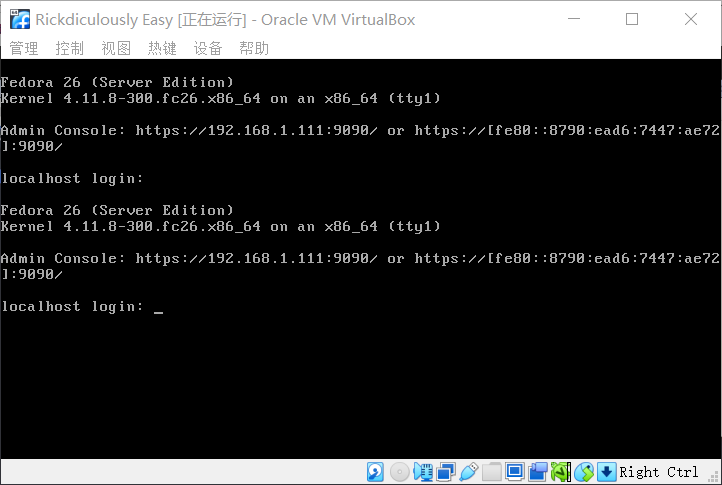 Rickdiculously Easy [正在运行] - Oracle VM VirtualBox
管理 控制 视图 热键 设备 帮助
Fedora 26 (Server Edition)
Kernel 4.11.8-300.fc26.x86_64 on an x86_64 (tty1)
Admin Console: https://192.168.1.111:9090/ or https://[fe80::8790:ead6:7447:ae72
]:9090/
localhost login:
Fedora 26 (Server Edition)
Kernel 4.11.8-300.fc26.x86_64 on an x86_64 (tty1)
Admin Console: https://192.168.1.111:9090/ or https://[fe80::8790:ead6:7447:ae72
]:9090/
localhost login: _
Right Ctrl